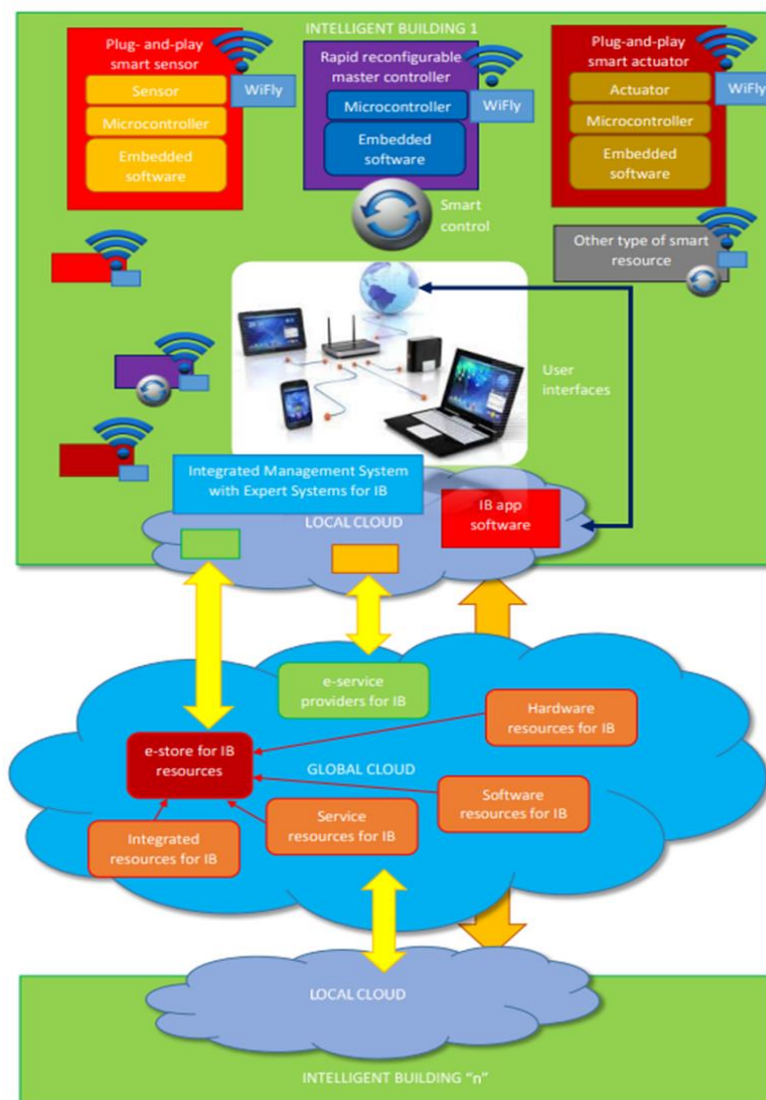 INTELLIGENT BUILDING 1
Plug- and-play
smart sensor
Sensor
Microcontroller
Embedded
software
WiFly
Rapid reconfigurable
master controller
Microcontroller
Embedded
software
WiFly
Plug-and-play
smart actuator
Actuator
Microcontroller
Embedded
software
WiFly
Smart
control
Other type of smart
resource
User
interfaces
Integrated Management System
with Expert Systems for IB
IB app
software
LOCAL CLOUD
e-service
providers for IB
Hardware
resources for IB
e-store for IB
resources
GLOBAL CLOUD
Software
resources for IB
Service
resources for IB
Integrated
resources for IB
LOCAL CLOUD
INTELLIGENT BUILDING "n"